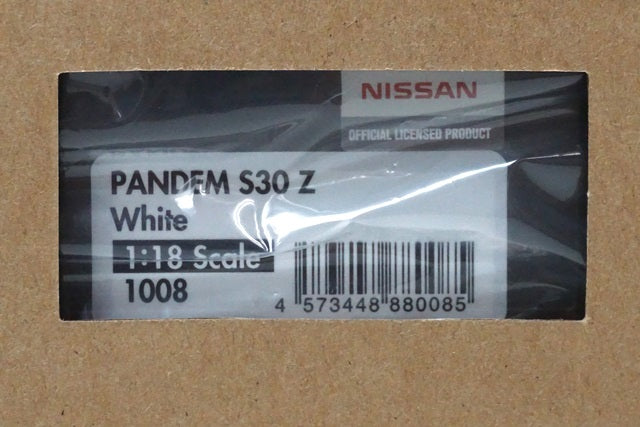 NISSAN
OFFICIAL LICENSED PRODUCT
PANDEM S30 Z
White
1:18 Scale
1008
4 573448 880085